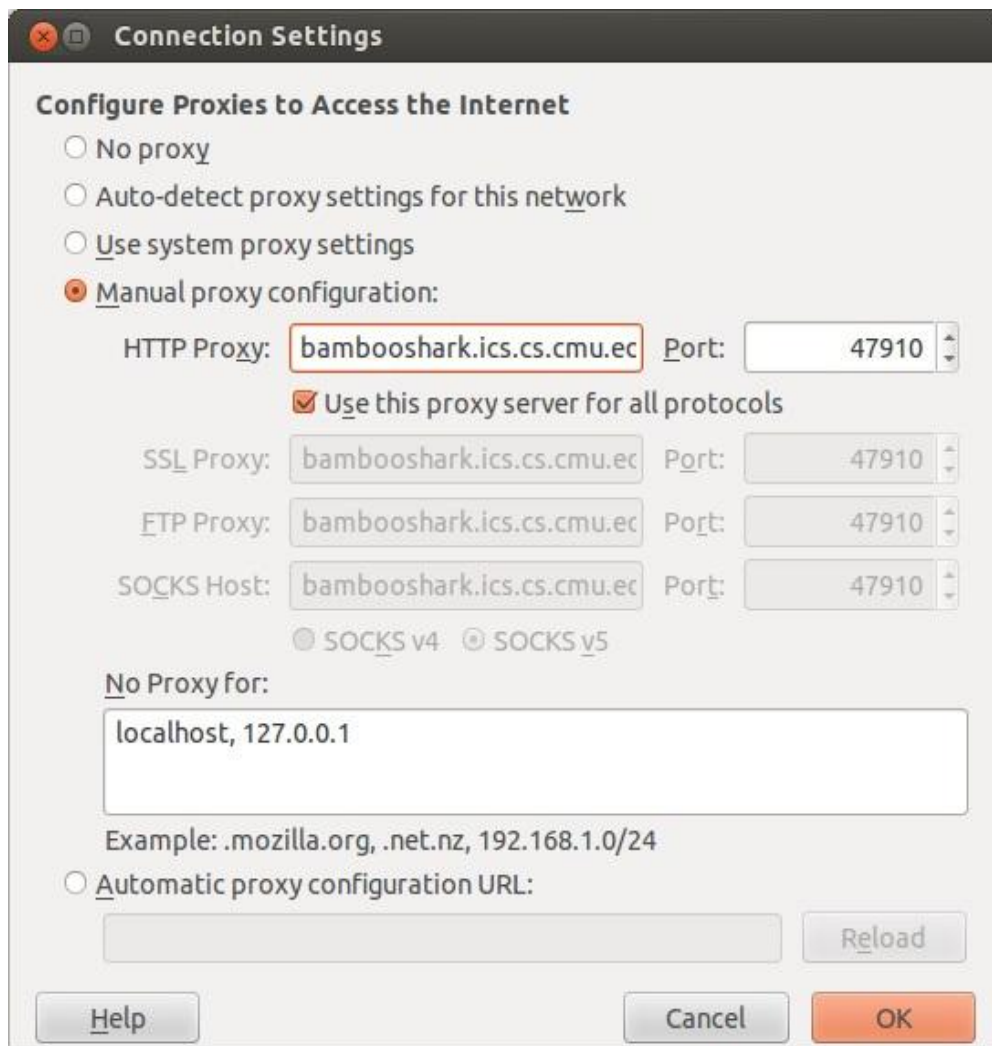 Connection Settings
Configure Proxies to Access the Internet
No proxy
Auto-detect proxy settings for this network
Use system proxy settings
Manual proxy configuration:
HTTP Proxy: bambooshark.ics.cs.cmu.ec Port: 47910
Use this proxy server for all protocols
SSL Proxy: bambooshark.ics.cs.cmu.ec Port: 47910
FTP Proxy: bambooshark.ics.cs.cmu.ec Port: 47910
SOCKS Host: bambooshark.ics.cs.cmu.ec Port: 47910
SOCKS v4 SOCKS v5
No Proxy for:
localhost, 127.0.0.1
Example: .mozilla.org, .net.nz, 192.168.1.0/24
Automatic proxy configuration URL:
Reload
Help Cancel OK